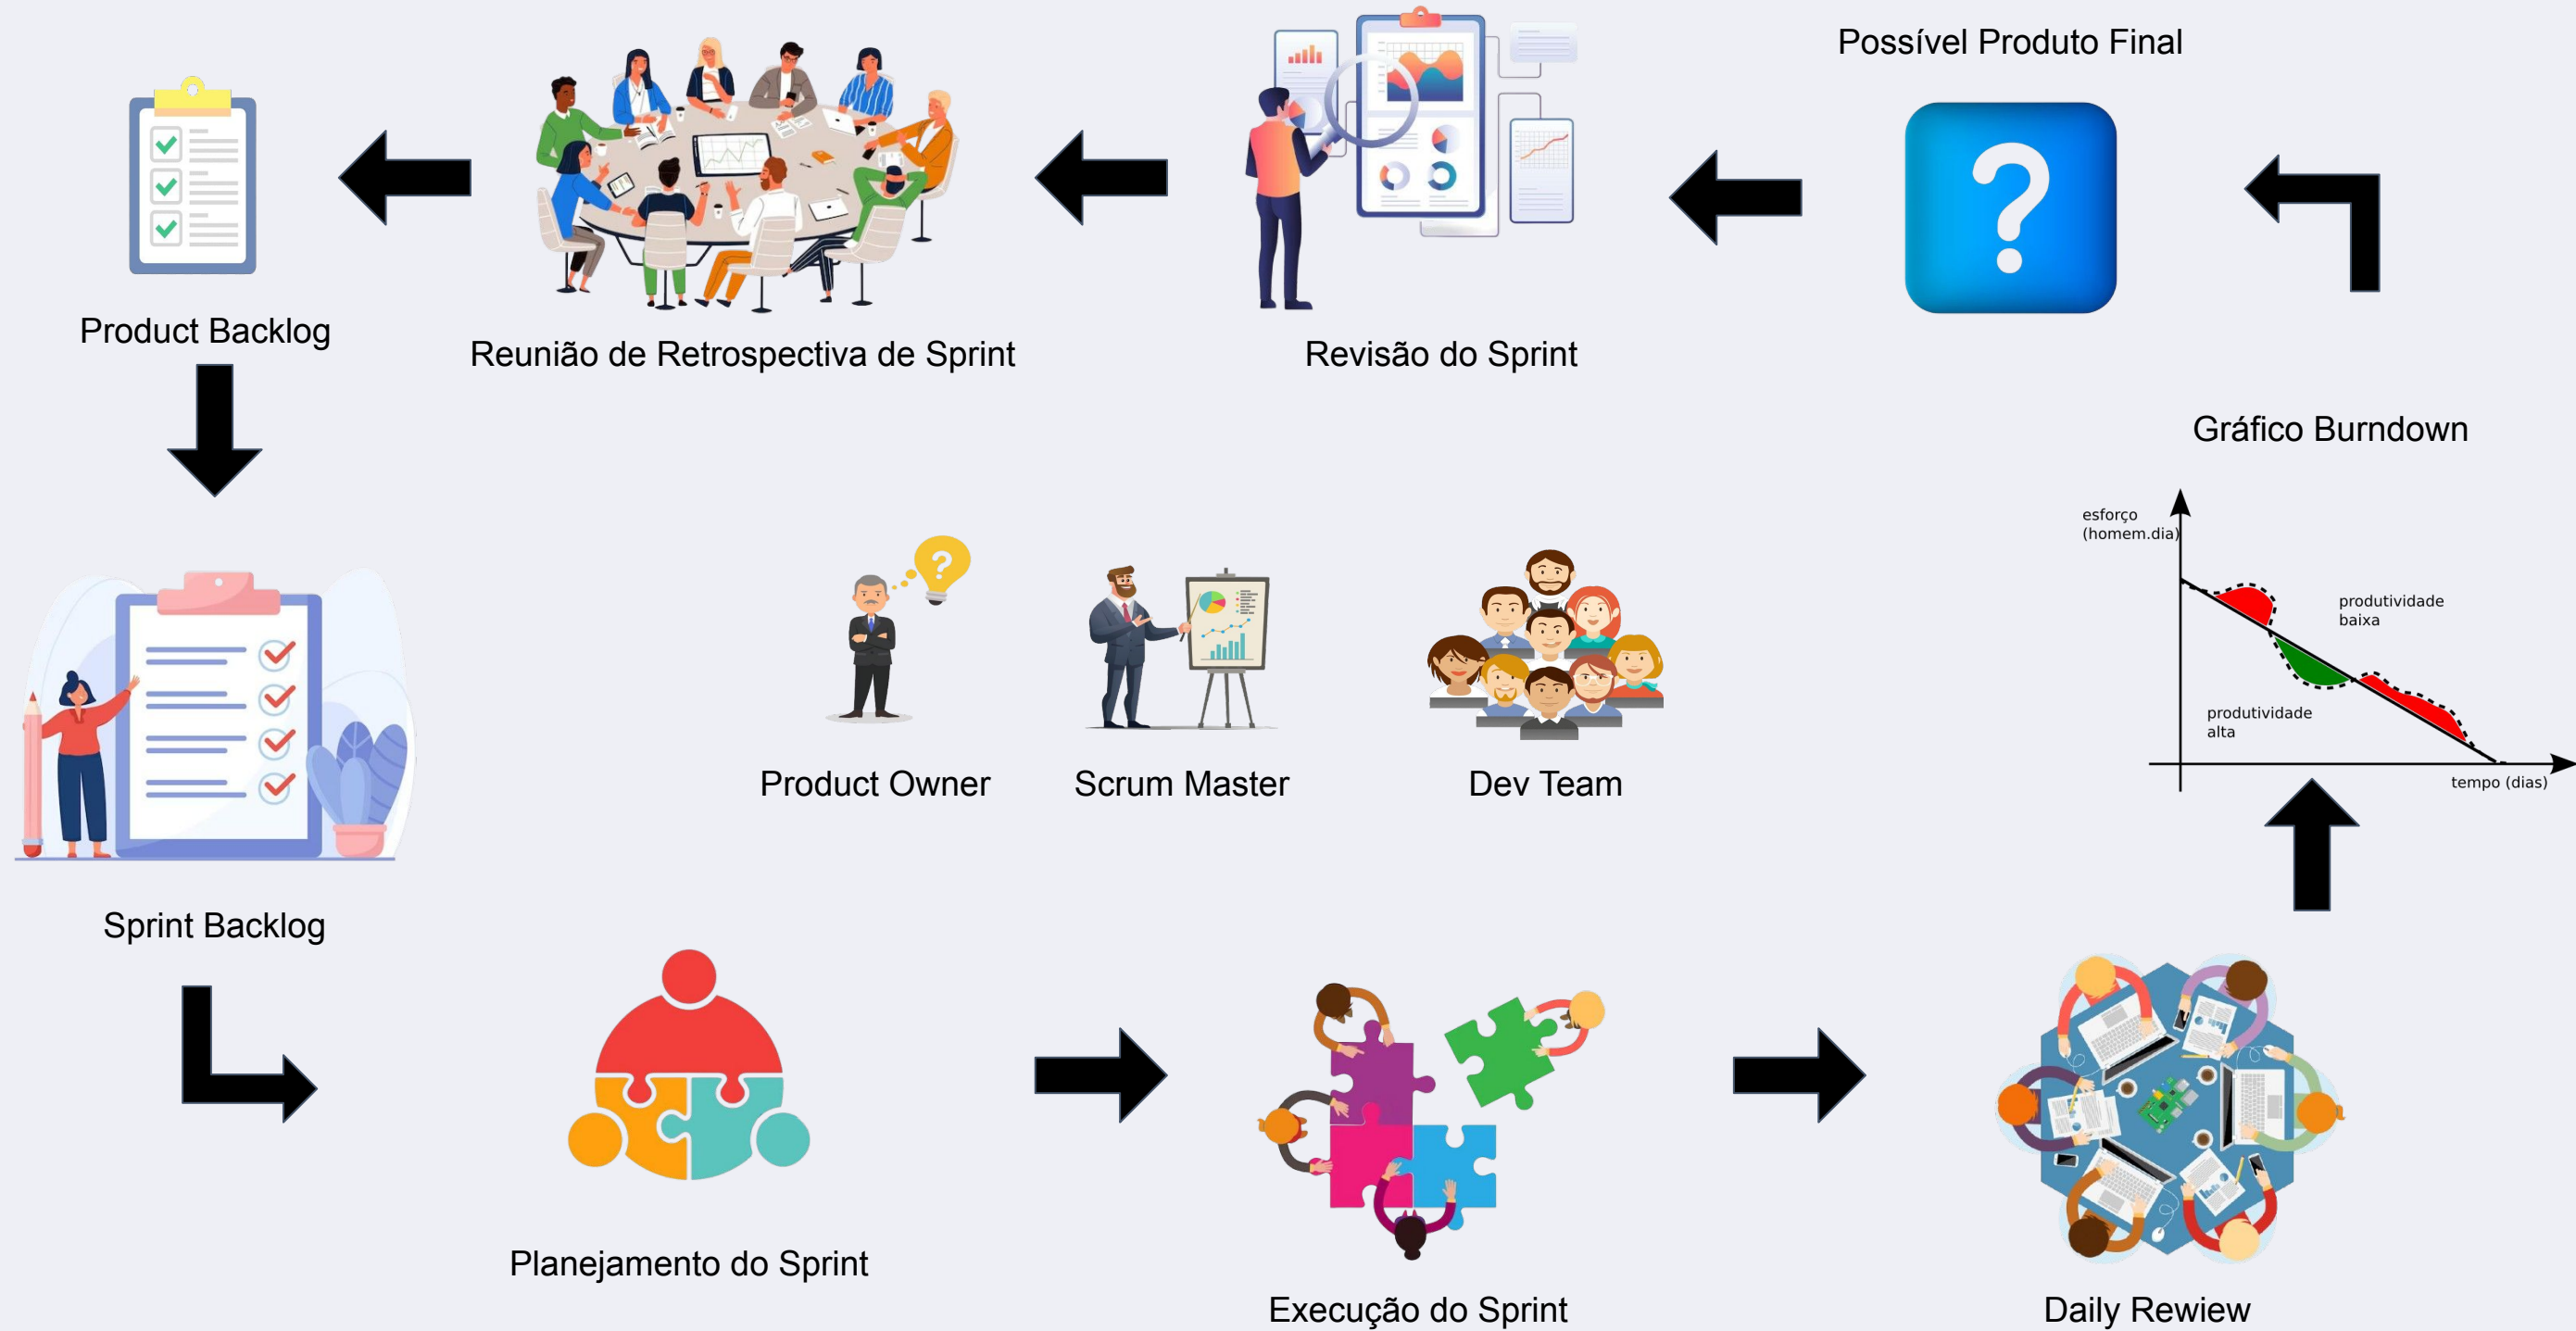 Possível Produto Final
Product Backlog
Reunião de Retrospectiva de Sprint
Revisão do Sprint
Gráfico Burndown
esforço
(homem.dia)
produtividade
baixa
produtividade
alta
tempo (dias)
Product Owner
Scrum Master
Dev Team
Sprint Backlog
Planejamento do Sprint
Execução do Sprint
Daily Rewiew